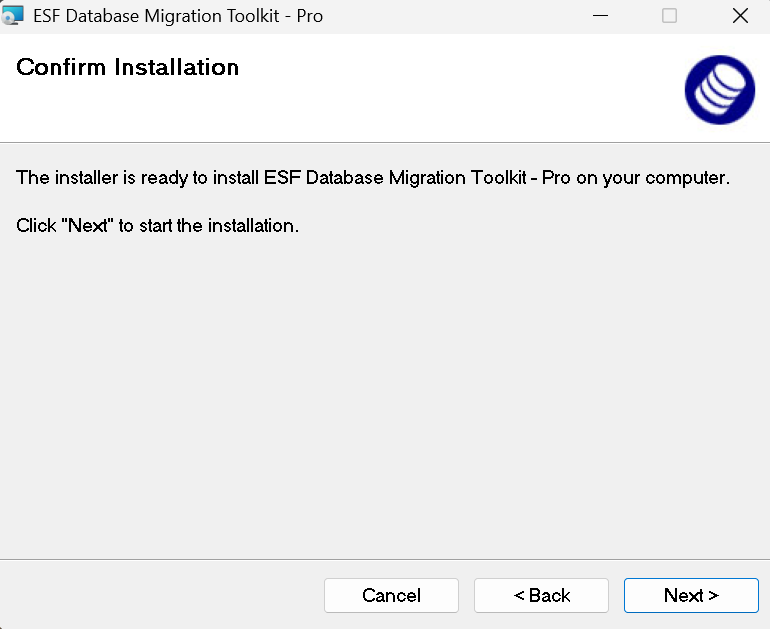 ESF Database Migration Toolkit - Pro
Confirm Installation
The installer is ready to install ESF Database Migration Toolkit - Pro on your computer.
Click "Next" to start the installation.
Cancel
< Back
Next >